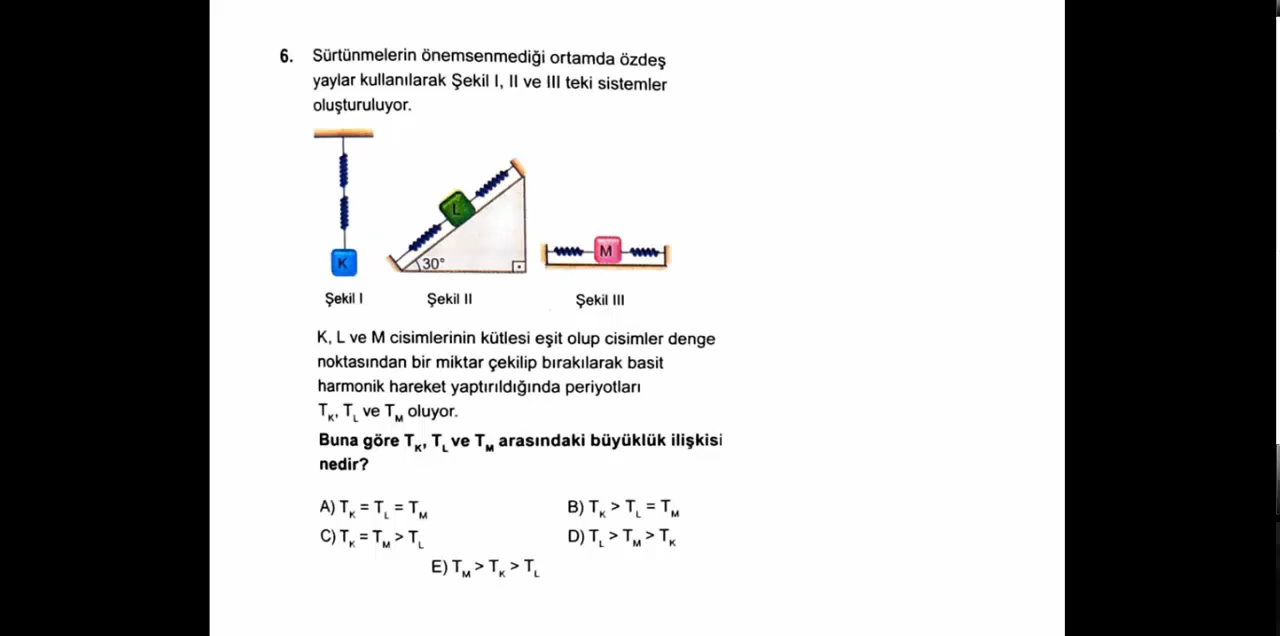 6. Sürtünmelerin önemsenmediği ortamda özdeş
yaylar kullanılarak Şekil I, II ve III teki sistemler
oluşturuluyor.
K
L
30°
M
Şekil I
Şekil II
Şekil III
K, L ve M cisimlerinin kütlesi eşit olup cisimler denge
noktasından bir miktar çekilip bırakılarak basit
harmonik hareket yaptırıldığında periyotları
T_K, T_L ve T_M oluyor.
Buna göre T_K, T_L ve T_M arasındaki büyüklük ilişkisi
nedir?
A) T_K = T_L = T_M
B) T_K > T_L = T_M
C) T_K = T_M > T_L
D) T_L > T_M > T_K
E) T_M > T_K > T_L